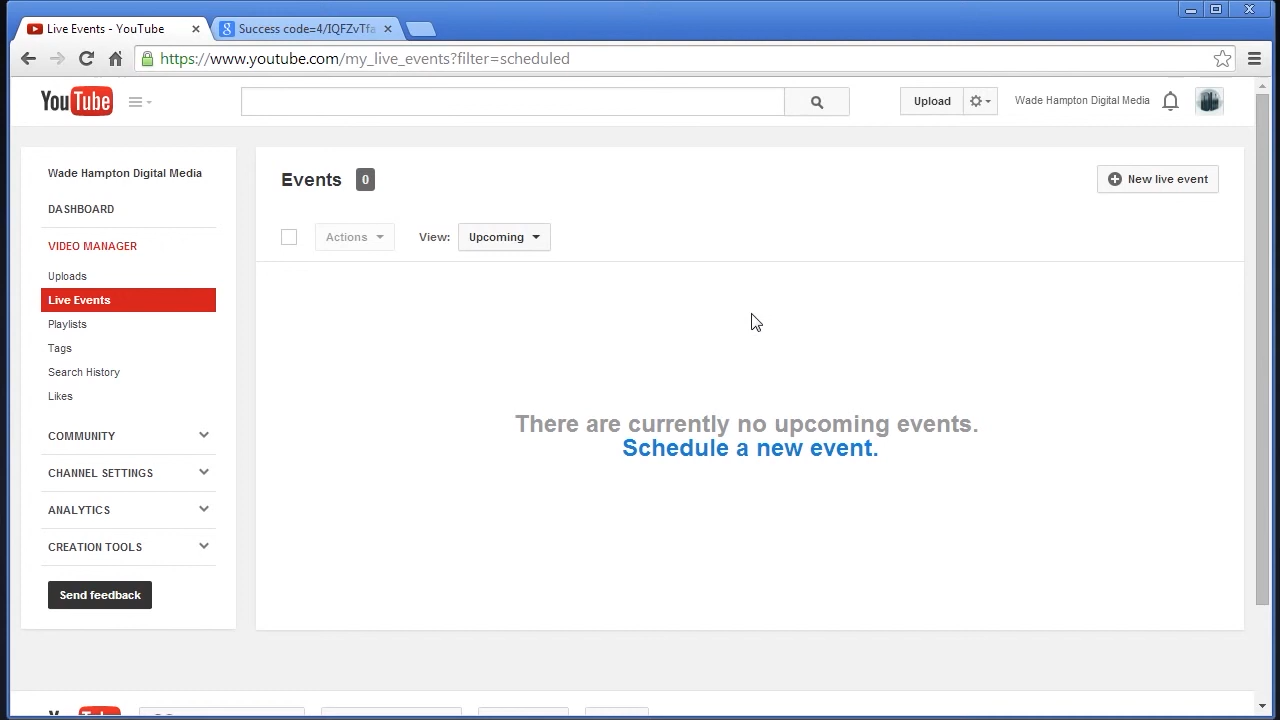 Live Events - YouTube
Success code=4/IQFZvTfa
https://www.youtube.com/my_live_events?filter=scheduled
YouTube
Upload
Wade Hampton Digital Media
Wade Hampton Digital Media
DASHBOARD
VIDEO MANAGER
Uploads
Live Events
Playlists
Tags
Search History
Likes
COMMUNITY
CHANNEL SETTINGS
ANALYTICS
CREATION TOOLS
Send feedback
Events 0
New live event
Actions
View: Upcoming
There are currently no upcoming events.
Schedule a new event.